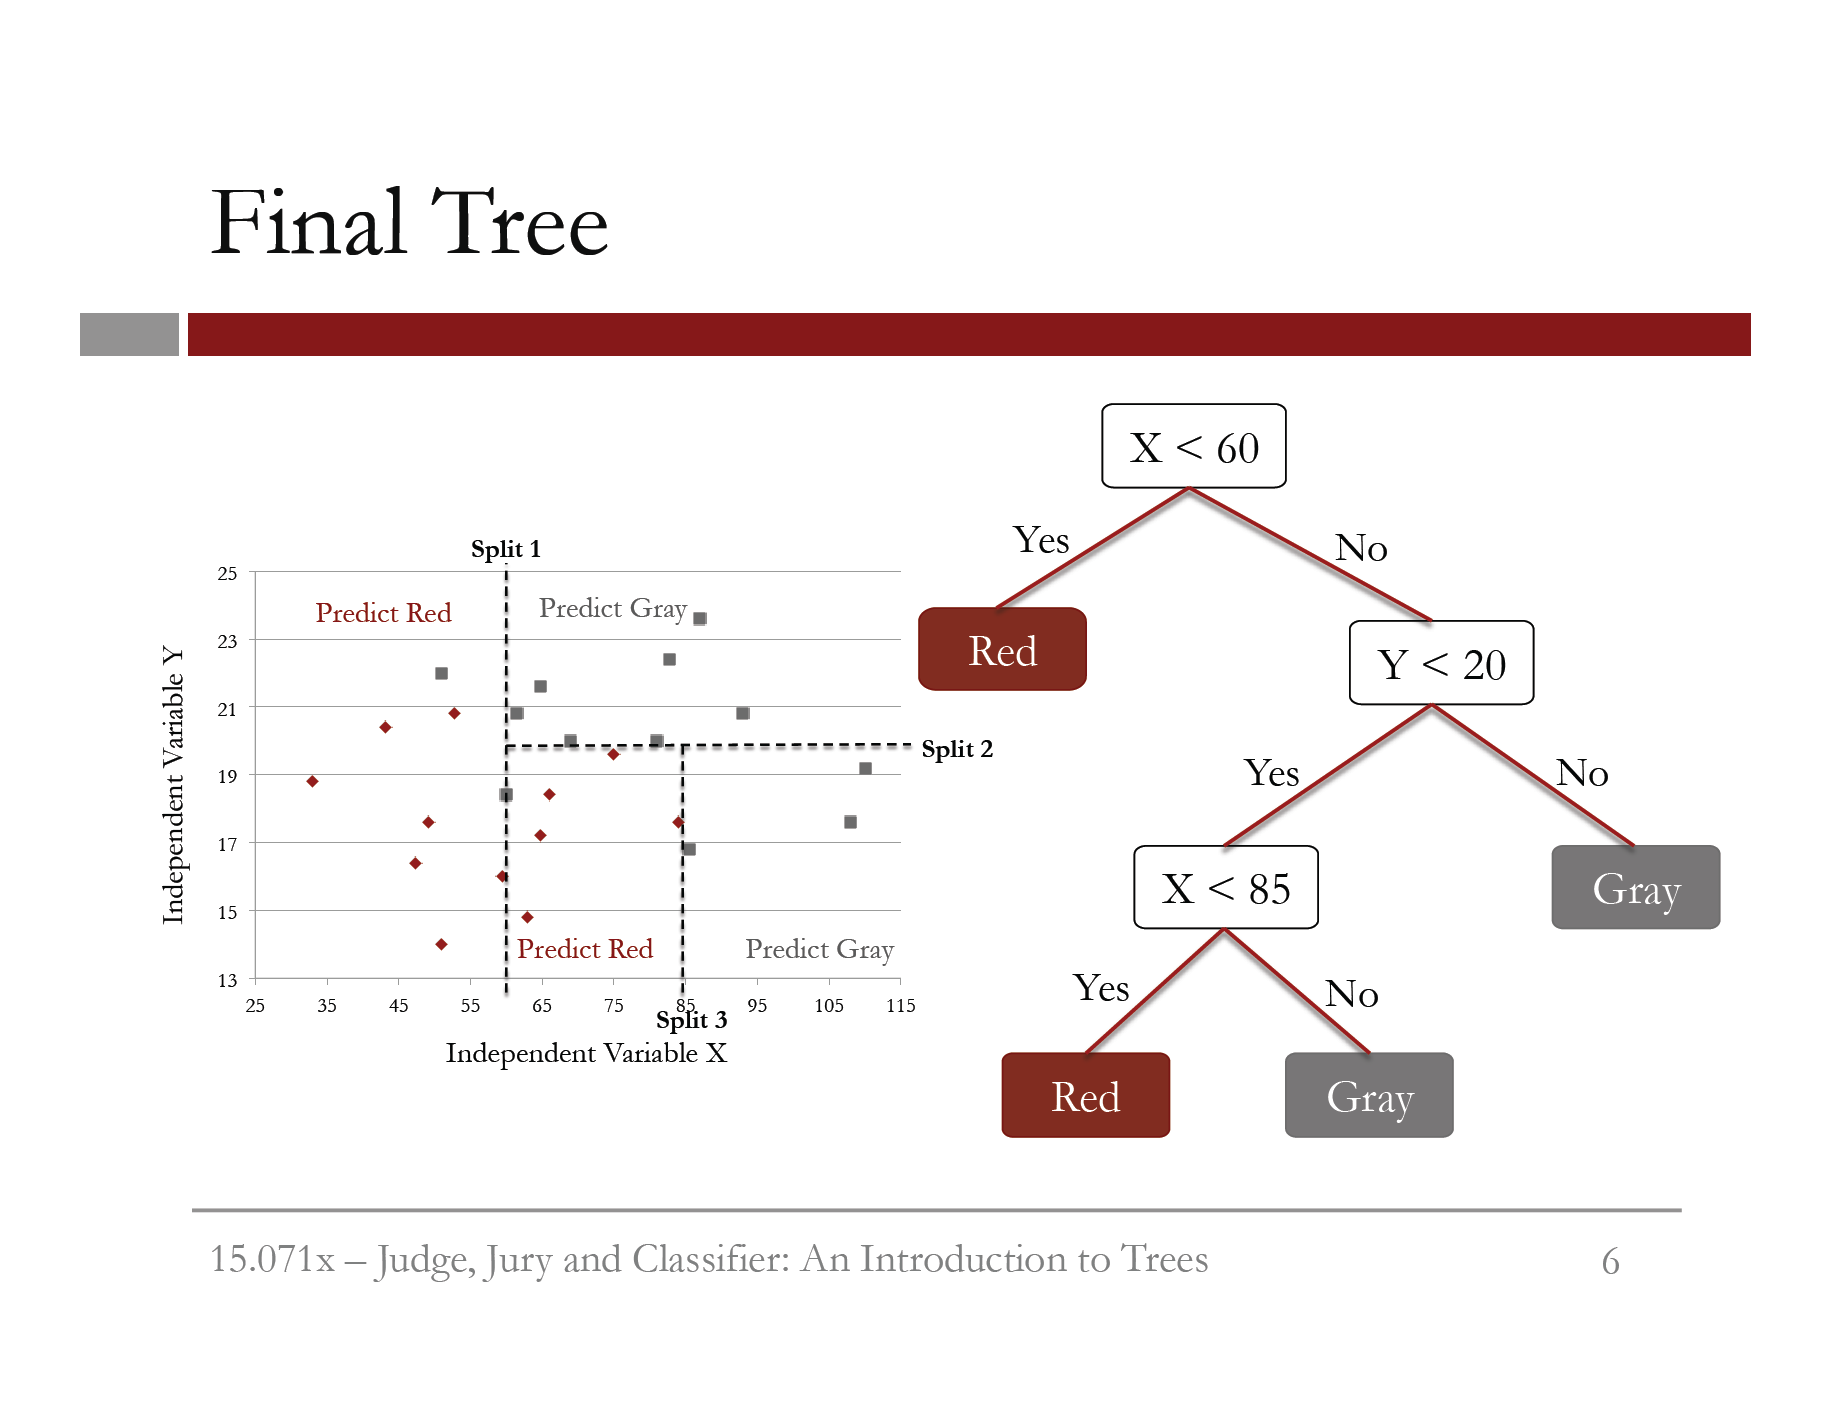 Final Tree
Split 1
25
23
21
19
17
15
13
Independent Variable Y
Predict Red
Predict Gray
Split 2
Predict Red
Predict Gray
25 35 45 55 65 75 85 95 105 115
Split 3
Independent Variable X
X < 60
Yes
No
Red
Y < 20
Yes
No
X < 85
Gray
Yes
No
Red
Gray
15.071x – Judge, Jury and Classifier: An Introduction to Trees
6